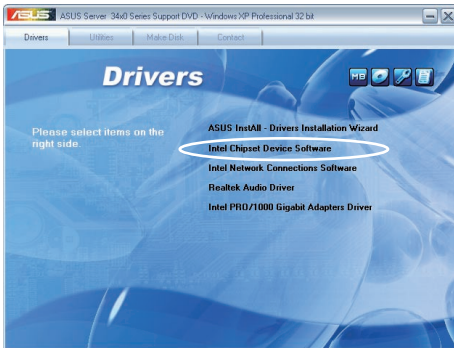 ASUS ASUS Server 34x0 Series Support DVD - Windows XP Professional 32 bit
Drivers Utilities Make Disk Contact
Drivers
MB
Please select items on the
right side.
ASUS InstAll - Drivers Installation Wizard
Intel Chipset Device Software
Intel Network Connections Software
Realtek Audio Driver
Intel PRO/1000 Gigabit Adapters Driver